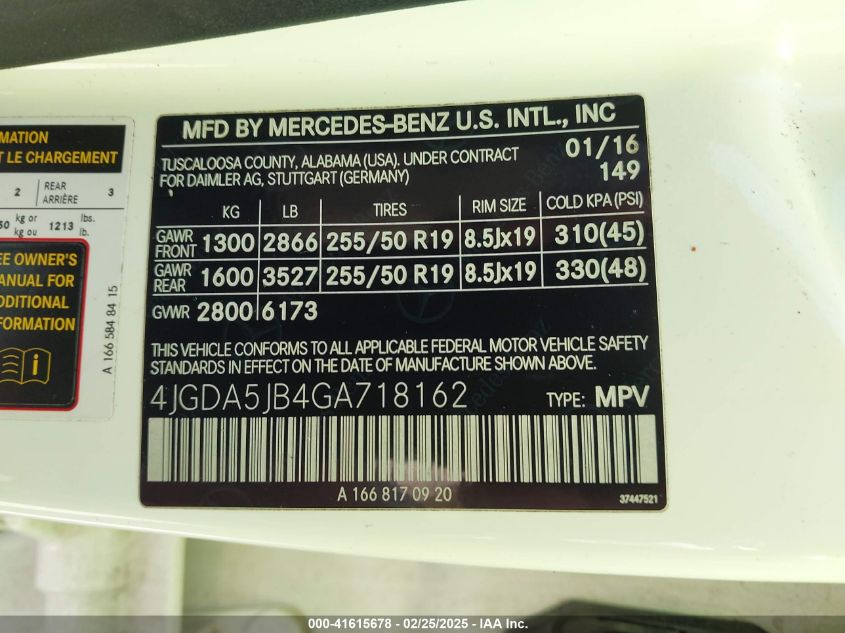 MATION
T LE CHARGEMENT
2 REAR ARRIÈRE 3
50 kg or kg ou 1213 lbs. lb.
EE OWNER'S
ANUAL FOR
DDITIONAL
FORMATION
A 166 584 84 15
MFD BY MERCEDES-BENZ U.S. INTL., INC
TUSCALOOSA COUNTY, ALABAMA (USA). UNDER CONTRACT 01/16
FOR DAIMLER AG, STUTTGART (GERMANY) 149
KG LB TIRES RIM SIZE COLD KPA (PSI)
GAWR FRONT 1300 2866 255/50 R19 8.5Jx19 310(45)
GAWR REAR 1600 3527 255/50 R19 8.5Jx19 330(48)
GVWR 2800 6173
THIS VEHICLE CONFORMS TO ALL APPLICABLE FEDERAL MOTOR VEHICLE SAFETY
STANDARDS IN EFFECT ON THE DATE OF MANUFACTURE SHOWN ABOVE.
4JGDA5JB4GA718162 TYPE: MPV
A 166 817 09 20
37447521
000-41615678 - 02/25/2025 - IAA Inc.